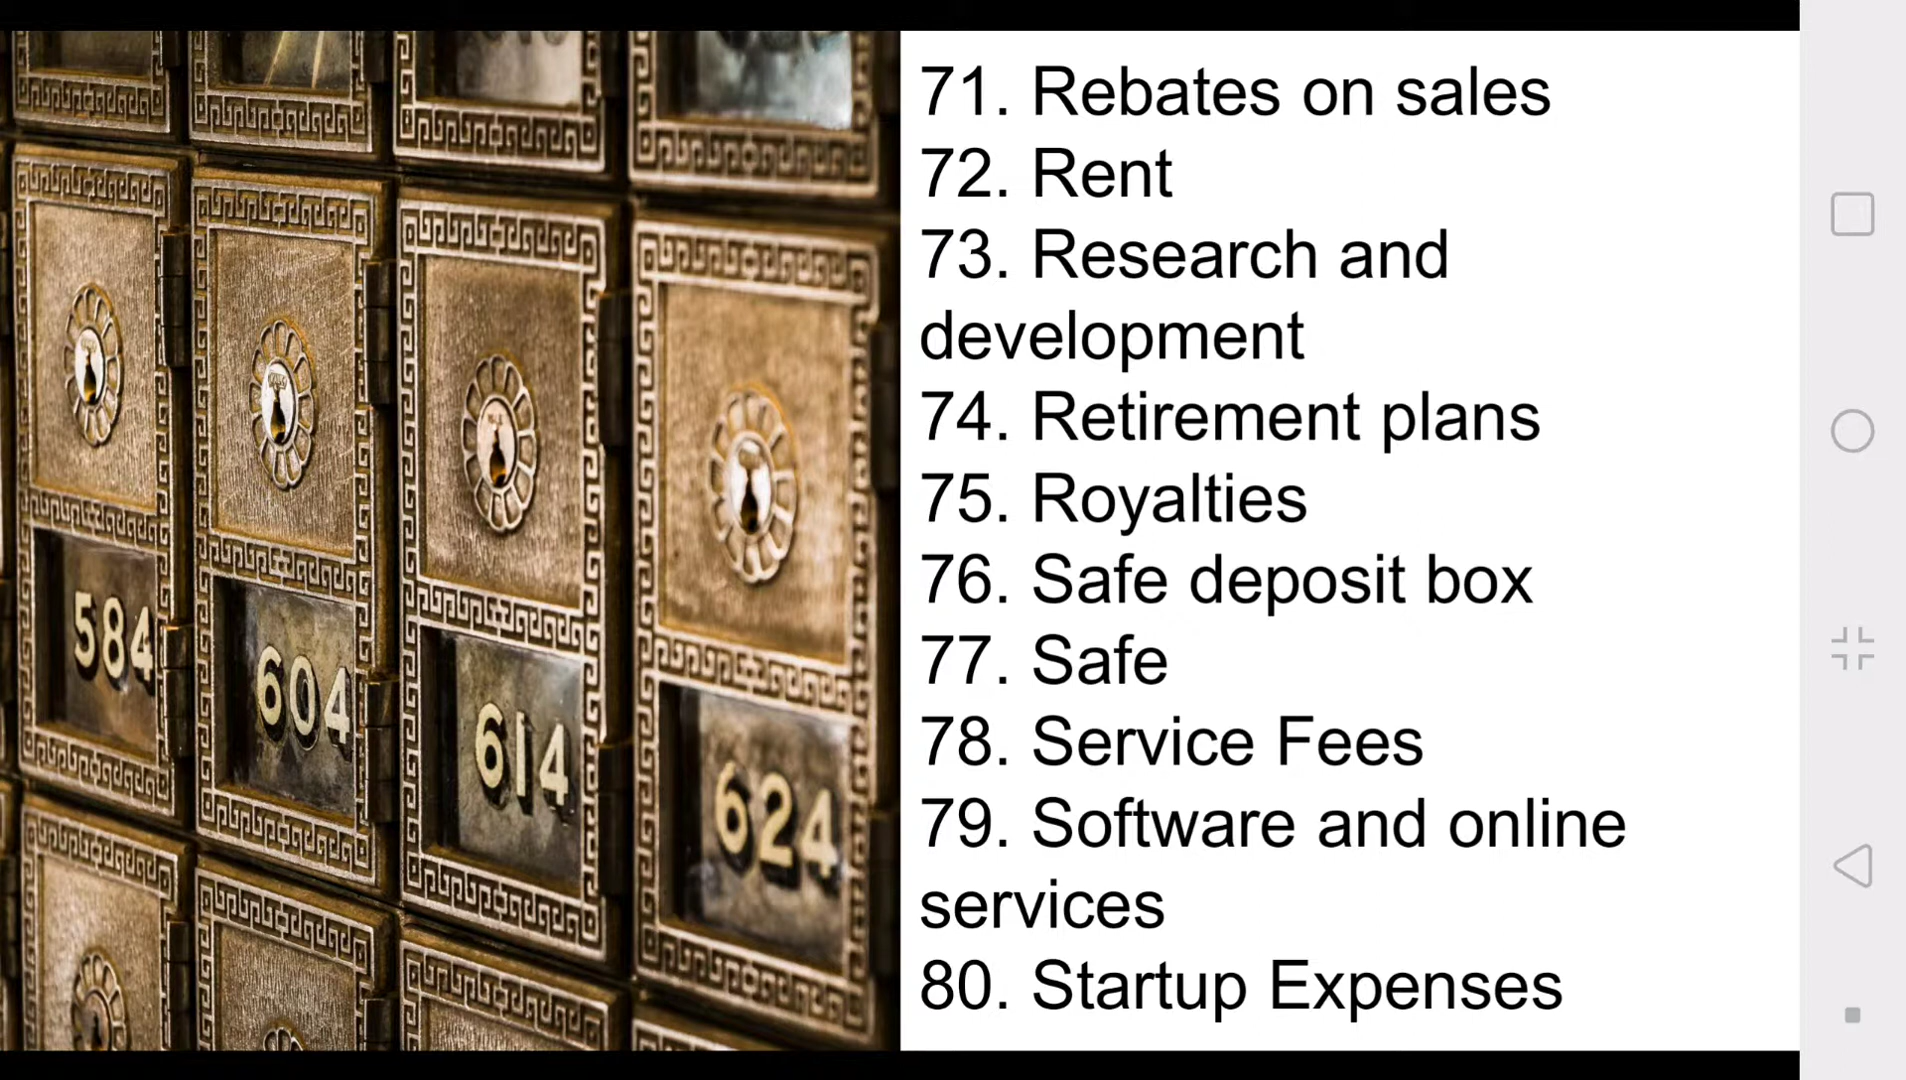 584
604
614
624
71. Rebates on sales
72. Rent
73. Research and
development
74. Retirement plans
75. Royalties
76. Safe deposit box
77. Safe
78. Service Fees
79. Software and online
services
80. Startup Expenses